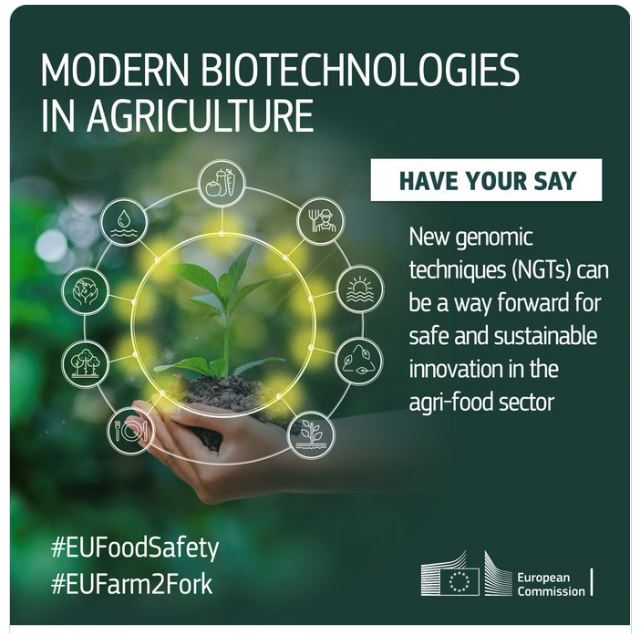 MODERN BIOTECHNOLOGIES
IN AGRICULTURE
HAVE YOUR SAY
New genomic
techniques (NGTs) can
be a way forward for
safe and sustainable
innovation in the
agri-food sector
#EUFoodSafety
#EUFarm2Fork
European
Commission